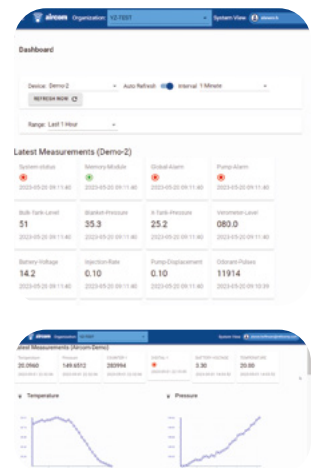 aircom Organization: YZ-TEST System View
Dashboard
Device: Demo-2 Auto Refresh Interval 1 Minute
REFRESH NOW
Range: Last 1 Hour
Latest Measurements (Demo-2)
System-status Memory-Module Global-Alarm Pump-Alarm
2023-05-20 09:11:40 2023-05-20 09:11:40 2023-05-20 09:11:40 2023-05-20 09:11:40
Bulk-Tank-Level Blanket-Pressure X-Tank-Pressure Verometer-Level
51 35.3 25.2 080.0
2023-05-20 09:11:40 2023-05-20 09:11:40 2023-05-20 09:11:40 2023-05-20 09:11:40
Battery-Voltage Injection-Rate Pump-Displacement Odorant-Pulses
14.2 0.10 0.10 11914
2023-05-20 09:11:40 2023-05-20 09:11:40 2023-05-20 09:11:40 2023-05-20 09:10:39
aircom Organization System View
Latest Measurements (Aircom-Demo)
Temperature Pressure COUNTER-1 DIGITAL-1 BATTERY VOLTAGE TEMPERATURE
20.0960 149.6512 283994 3.30 20.00
Temperature Pressure